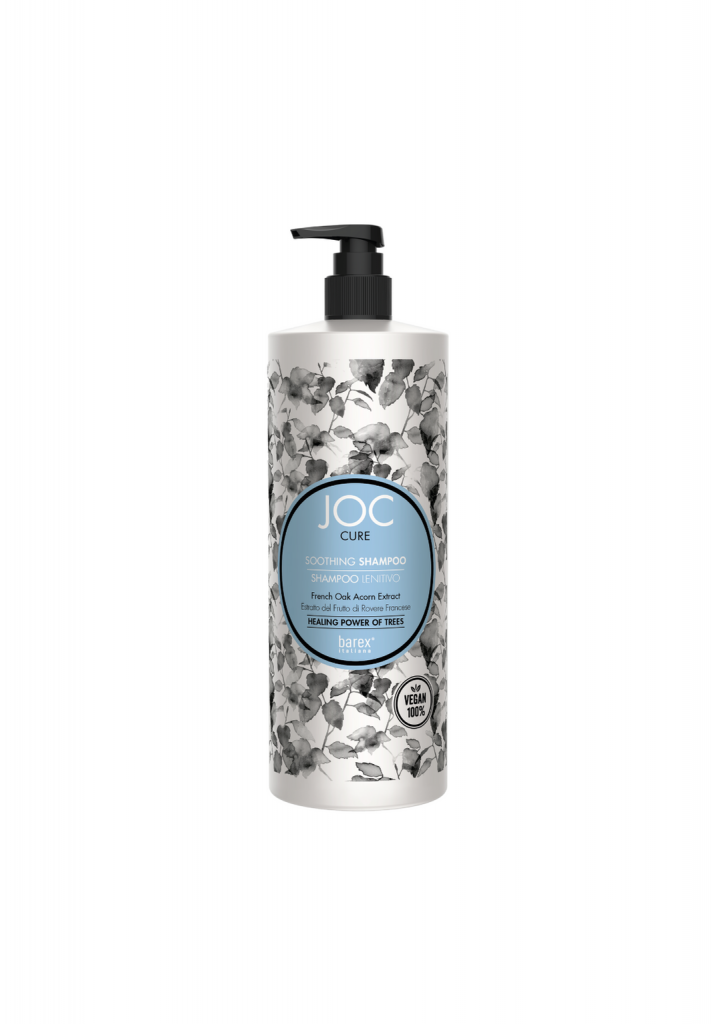 JOC
CURE
SOOTHING SHAMPOO
SHAMPOO LENITIVO
French Oak Acorn Extract
Estratto del Frutto di Rovere Francese
HEALING POWER OF TREES
barex
italiana
VEGAN
100%